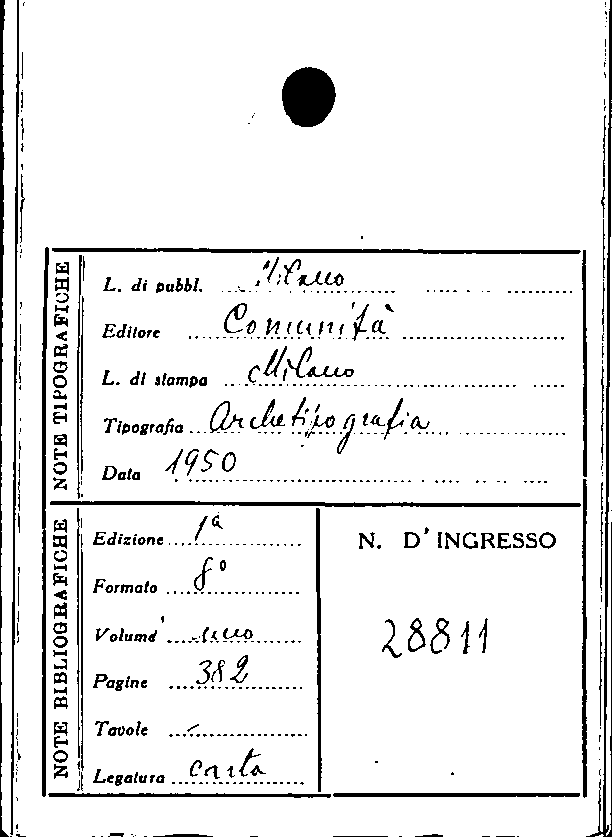 NOTE TIPOGRAFICHE
L. di pubbl. Milano
Editore Comunità
L. di stampa Milano
Tipografia Archetipografia
Data 1950
NOTE BIBLIOGRAFICHE
Edizione 1ª
Formato 8°
Volume uno
Pagine 382
Tavole -
Legatura carta
N. D'INGRESSO
28811